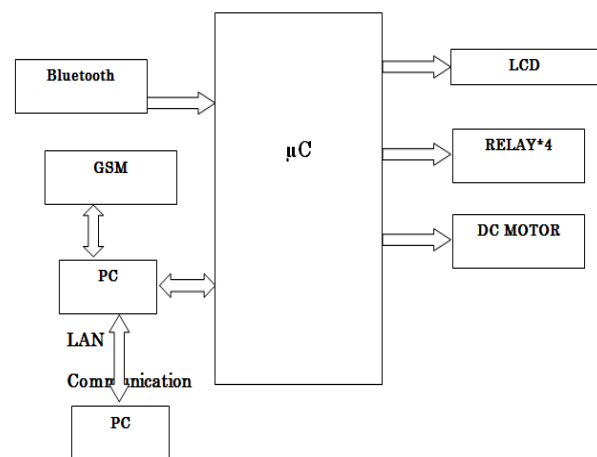 Bluetooth
LCD
µC
RELAY*4
GSM
DC MOTOR
PC
LAN
Communication
PC